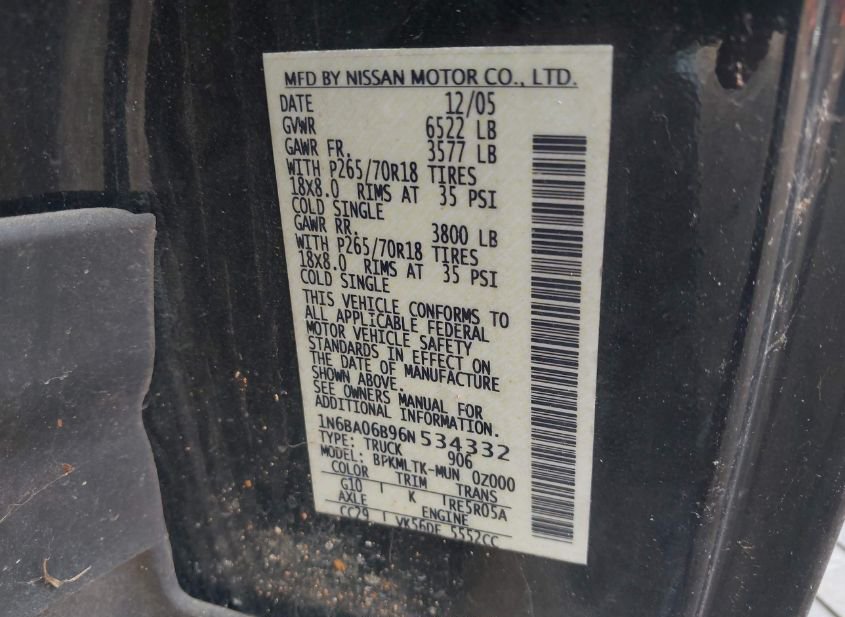 MFD BY NISSAN MOTOR CO., LTD.
DATE 12/05
GVWR 6522 LB
GAWR FR. 3577 LB
WITH P265/70R18 TIRES
18X8.0 RIMS AT 35 PSI
COLD SINGLE
GAWR RR. 3800 LB
WITH P265/70R18 TIRES
18X8.0 RIMS AT 35 PSI
COLD SINGLE
THIS VEHICLE CONFORMS TO
ALL APPLICABLE FEDERAL
MOTOR VEHICLE SAFETY
STANDARDS IN EFFECT ON
THE DATE OF MANUFACTURE
SHOWN ABOVE.
SEE OWNERS MANUAL FOR
ADDITIONAL INFORMATION.
1N6BA06B96N534332
TYPE: TRUCK 906
MODEL: BPKMLTK-MUN 0Z000
COLOR TRIM TRANS
G10 K RE5R05A
AXLE ENGINE
CC29 VK56DE 5552CC